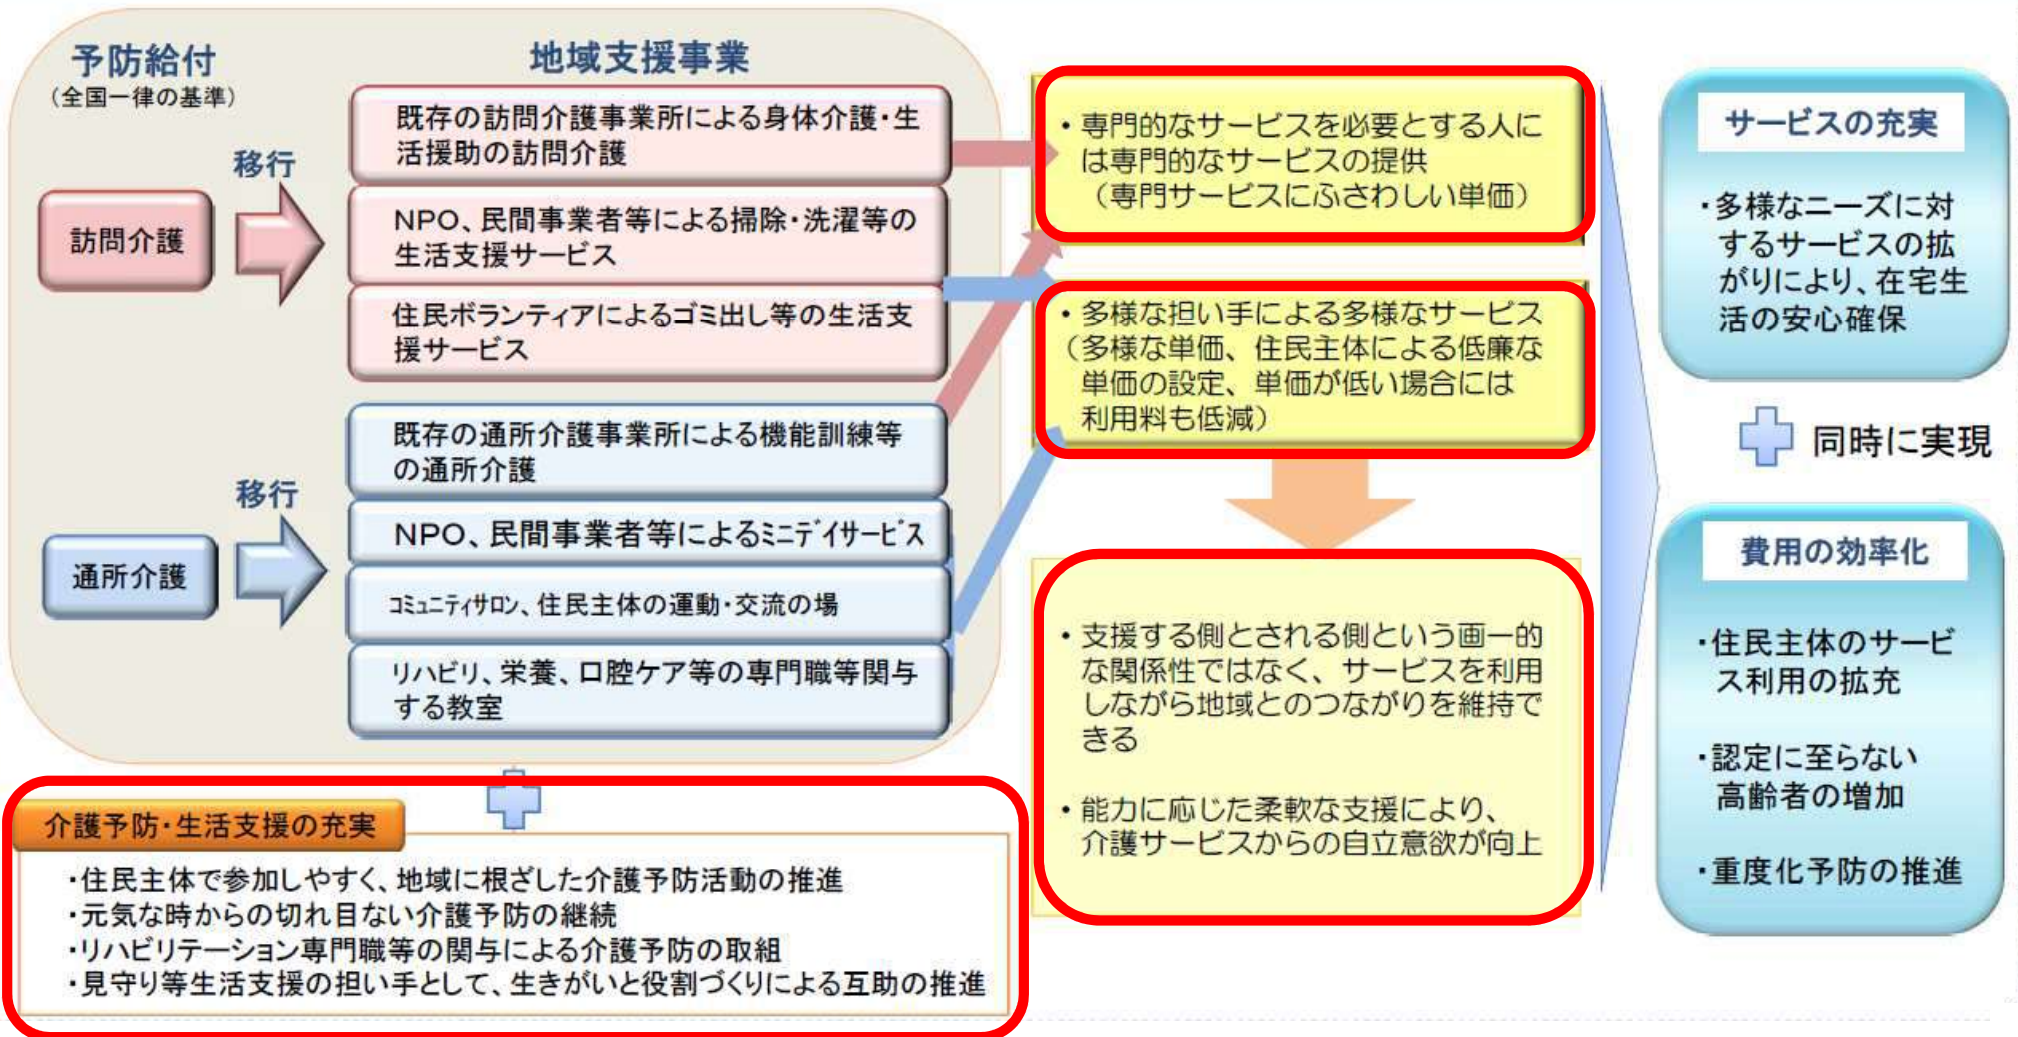 予防給付
（全国一律の基準）
地域支援事業
移行
訪問介護
既存の訪問介護事業所による身体介護・生
活援助の訪問介護
NPO、民間事業者等による掃除・洗濯等の
生活支援サービス
住民ボランティアによるゴミ出し等の生活支
援サービス
移行
通所介護
既存の通所介護事業所による機能訓練等
の通所介護
NPO、民間事業者等によるミニデイサービス
コミュニティサロン、住民主体の運動・交流の場
リハビリ、栄養、口腔ケア等の専門職等関与
する教室
介護予防・生活支援の充実
・住民主体で参加しやすく、地域に根ざした介護予防活動の推進
・元気な時からの切れ目ない介護予防の継続
・リハビリテーション専門職等の関与による介護予防の取組
・見守り等生活支援の担い手として、生きがいと役割づくりによる互助の推進
・専門的なサービスを必要とする人に
は専門的なサービスの提供
（専門サービスにふさわしい単価）
・多様な担い手による多様なサービス
（多様な単価、住民主体による低廉な
単価の設定、単価が低い場合には
利用料も低減）
・支援する側とされる側という画一的
な関係性ではなく、サービスを利用
しながら地域とのつながりを維持で
きる
・能力に応じた柔軟な支援により、
介護サービスからの自立意欲が向上
サービスの充実
・多様なニーズに対
するサービスの拡
がりにより、在宅生
活の安心確保
同時に実現
費用の効率化
・住民主体のサービ
ス利用の拡充
・認定に至らない
高齢者の増加
・重度化予防の推進